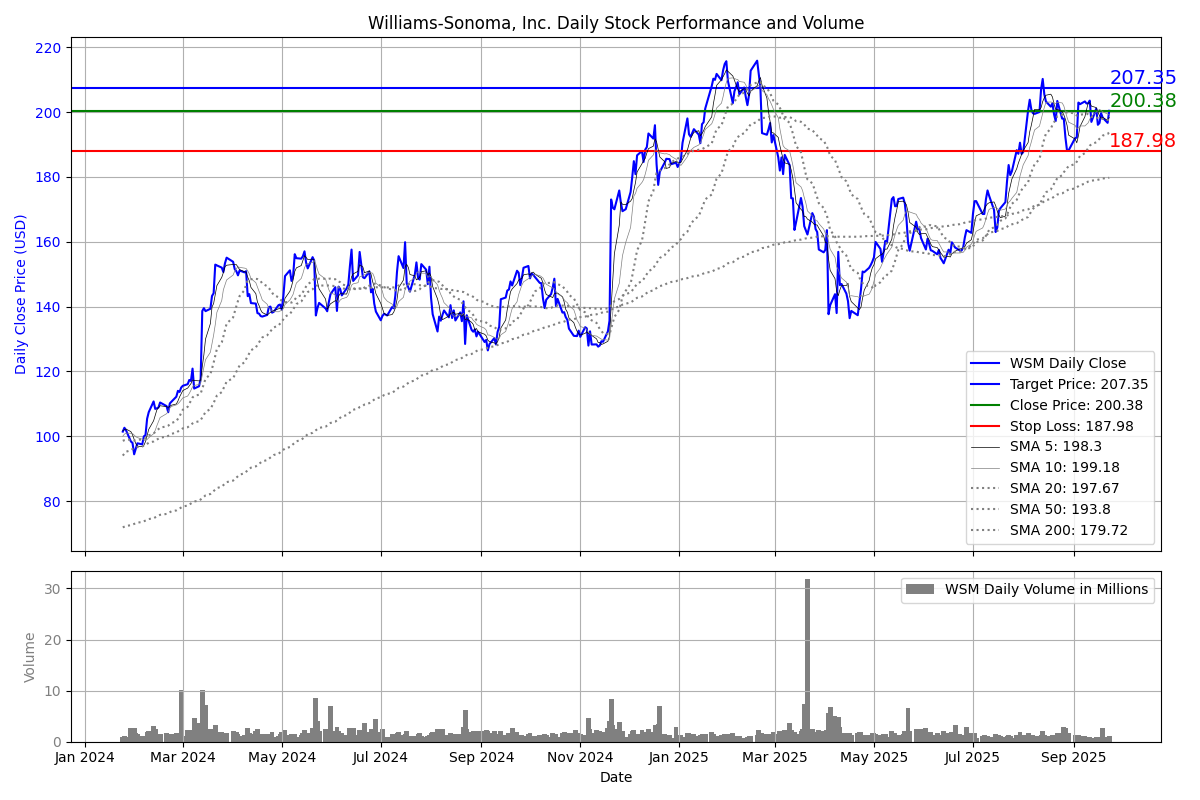 Williams-Sonoma, Inc. Daily Stock Performance and Volume
Daily Close Price (USD)
220
200
180
160
140
120
100
80
207.35
200.38
187.98
WSM Daily Close
Target Price: 207.35
Close Price: 200.38
Stop Loss: 187.98
SMA 5: 198.3
SMA 10: 199.18
SMA 20: 197.67
SMA 50: 193.8
SMA 200: 179.72
Volume
30
20
10
0
WSM Daily Volume in Millions
Jan 2024 Mar 2024 May 2024 Jul 2024 Sep 2024 Nov 2024 Jan 2025 Mar 2025 May 2025 Jul 2025 Sep 2025
Date